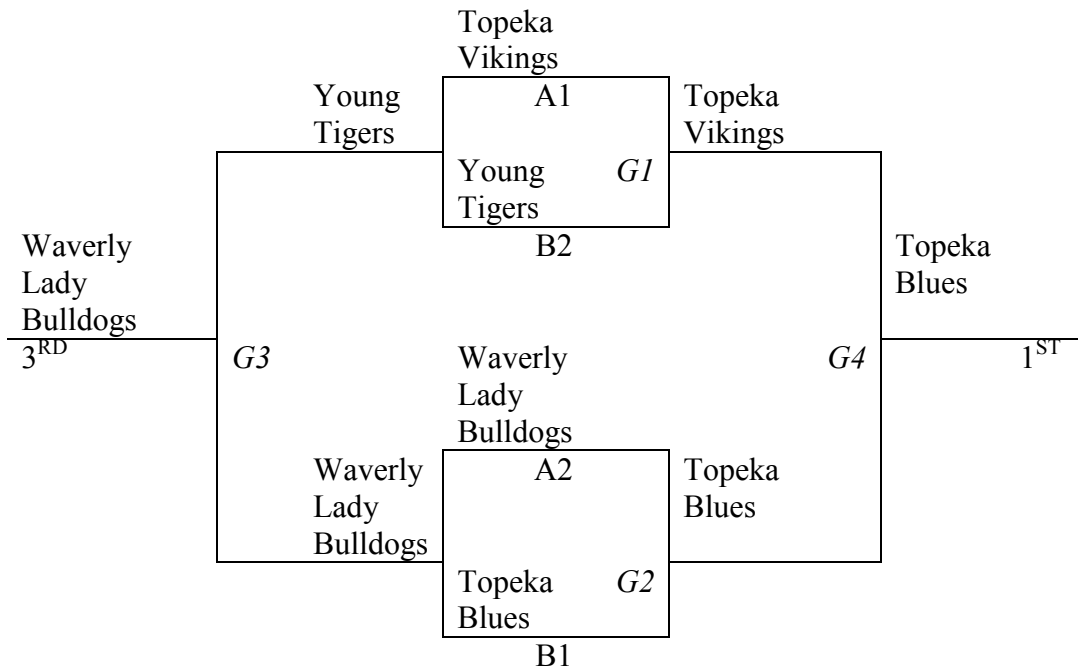 Topeka
Vikings
Young
Tigers
A1
Topeka
Vikings
Young
Tigers
G1
B2
Waverly
Lady
Bulldogs
3RD
Topeka
Blues
G3
Waverly
Lady
Bulldogs
G4
1ST
Waverly
Lady
Bulldogs
A2
Topeka
Blues
Topeka
Blues
G2
B1